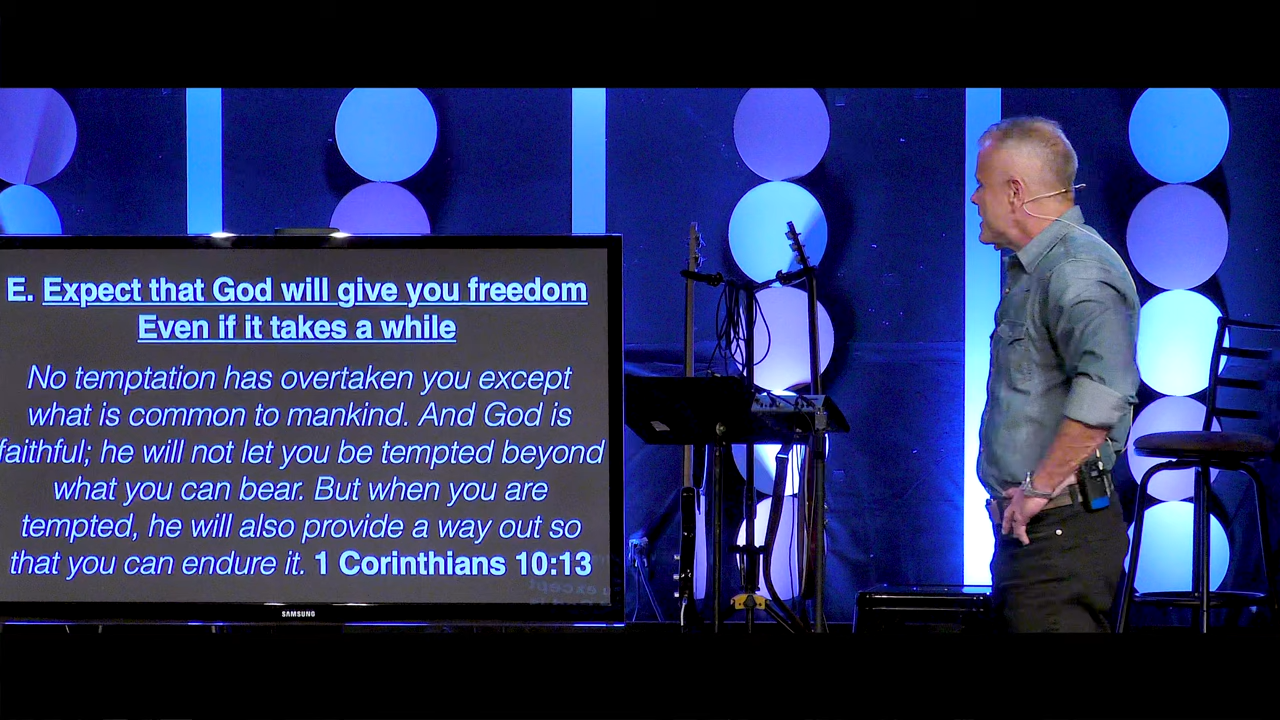 E. Expect that God will give you freedom
Even if it takes a while
No temptation has overtaken you except
what is common to mankind. And God is
faithful; he will not let you be tempted beyond
what you can bear. But when you are
tempted, he will also provide a way out so
that you can endure it. 1 Corinthians 10:13
SAMSUNG